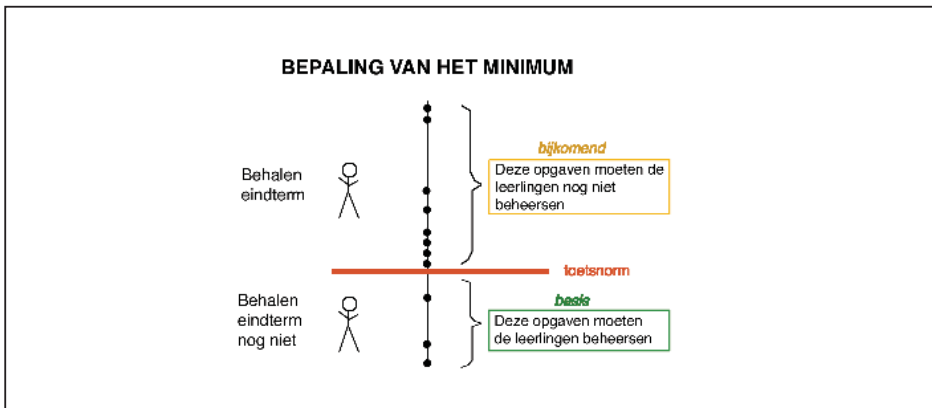 BEPALING VAN HET MINIMUM
Behalen
eindterm
bijkomend
Deze opgaven moeten de
leerlingen nog niet
beheersen
toetsnorm
Behalen
eindterm
nog niet
basis
Deze opgaven moeten
de leerlingen beheersen